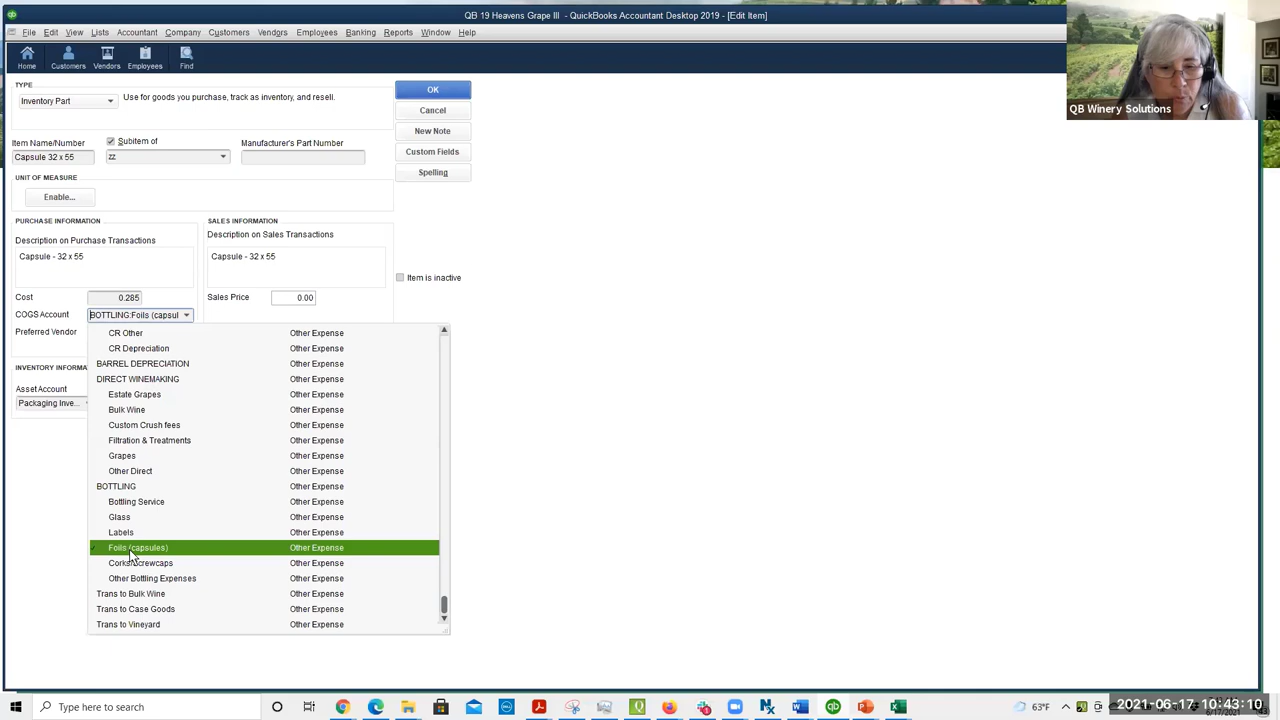 QB 19 Heavens Grape III - QuickBooks Accountant Desktop 2019 - [Edit Item]
File Edit View Lists Accountant Company Customers Vendors Employees Banking Reports Window Help
Home Customers Vendors Employees Find
QB Winery Solutions
TYPE
Inventory Part
Use for goods you purchase, track as inventory, and resell.
OK
Cancel
New Note
Custom Fields
Spelling
Item Name/Number
Subitem of
Manufacturer's Part Number
Capsule 32 x 55
zz
UNIT OF MEASURE
Enable...
PURCHASE INFORMATION
SALES INFORMATION
Description on Purchase Transactions
Description on Sales Transactions
Capsule - 32 x 55
Capsule - 32 x 55
Item is inactive
Cost
0.285
Sales Price
0.00
COGS Account
BOTTLING:Foils (capsul
Preferred Vendor
INVENTORY INFORMA
Asset Account
Packaging Inve...
CR Other Other Expense
CR Depreciation Other Expense
BARREL DEPRECIATION Other Expense
DIRECT WINEMAKING Other Expense
Estate Grapes Other Expense
Bulk Wine Other Expense
Custom Crush fees Other Expense
Filtration & Treatments Other Expense
Grapes Other Expense
Other Direct Other Expense
BOTTLING Other Expense
Bottling Service Other Expense
Glass Other Expense
Labels Other Expense
Foils (capsules) Other Expense
Other Expense
Other Bottling Expenses Other Expense
Trans to Bulk Wine Other Expense
Trans to Case Goods Other Expense
Trans to Vineyard Other Expense
Type here to search
63°F
2021-06-17 10:43:10